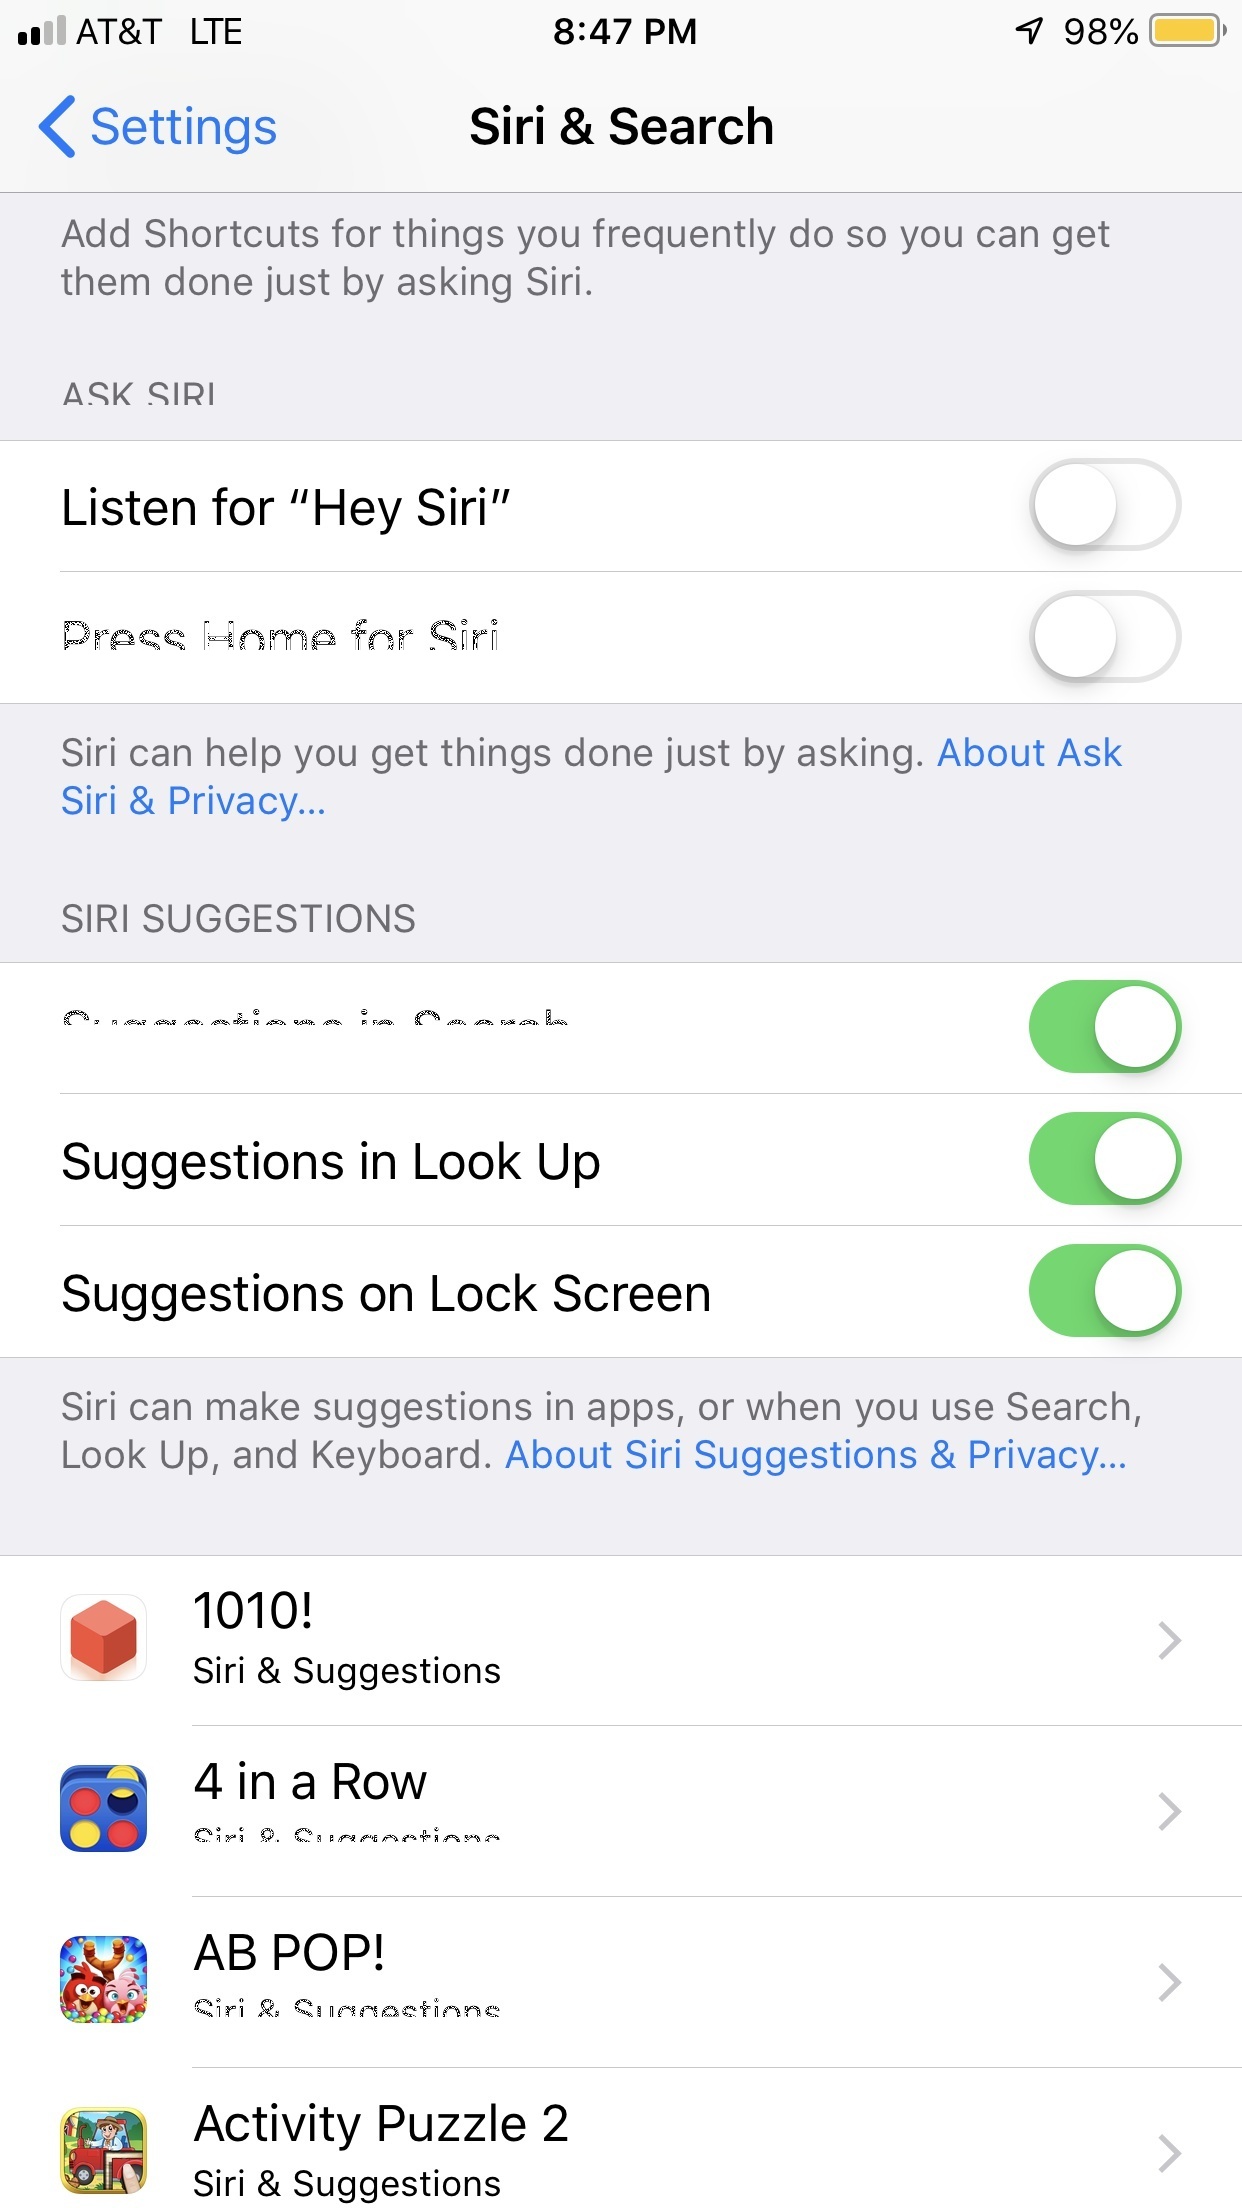 AT&T LTE 8:47 PM 98%
Settings Siri & Search
Add Shortcuts for things you frequently do so you can get
them done just by asking Siri.
ASK SIRI
Listen for “Hey Siri”
Press Home for Siri
Siri can help you get things done just by asking. About Ask
Siri & Privacy...
SIRI SUGGESTIONS
Suggestions in Search
Suggestions in Look Up
Suggestions on Lock Screen
Siri can make suggestions in apps, or when you use Search,
Look Up, and Keyboard. About Siri Suggestions & Privacy...
1010!
Siri & Suggestions
4 in a Row
Siri & Suggestions
AB POP!
Siri & Suggestions
Activity Puzzle 2
Siri & Suggestions